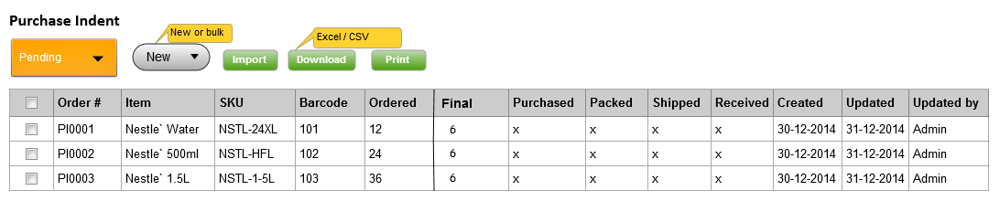 Purchase Indent
New or bulk
Excel / CSV
Pending New Import Download Print
Order # Item SKU Barcode Ordered Final Purchased Packed Shipped Received Created Updated Updated by
PI0001 Nestle` Water NSTL-24XL 101 12 6 x x x x 30-12-2014 31-12-2014 Admin
PI0002 Nestle` 500ml NSTL-HFL 102 24 6 x x x x 30-12-2014 31-12-2014 Admin
PI0003 Nestle` 1.5L NSTL-1-5L 103 36 6 x x x x 30-12-2014 31-12-2014 Admin